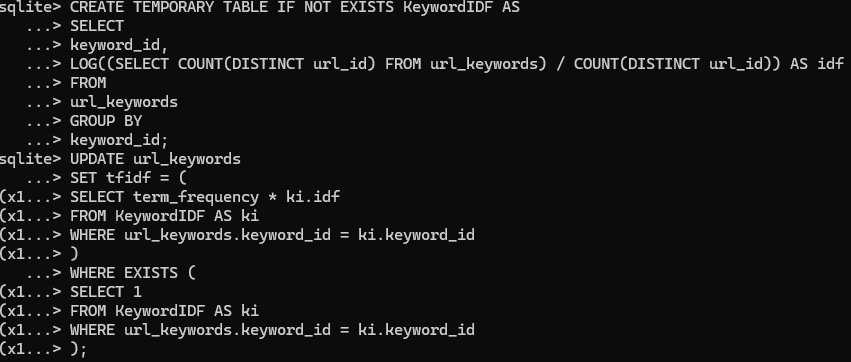 sqlite> CREATE TEMPORARY TABLE IF NOT EXISTS KeywordIDF AS
   ...> SELECT
   ...> keyword_id,
   ...> LOG((SELECT COUNT(DISTINCT url_id) FROM url_keywords) / COUNT(DISTINCT url_id)) AS idf
   ...> FROM
   ...> url_keywords
   ...> GROUP BY
   ...> keyword_id;
sqlite> UPDATE url_keywords
   ...> SET tfidf = (
(x1...> SELECT term_frequency * ki.idf
(x1...> FROM KeywordIDF AS ki
(x1...> WHERE url_keywords.keyword_id = ki.keyword_id
(x1...> )
   ...> WHERE EXISTS (
(x1...> SELECT 1
(x1...> FROM KeywordIDF AS ki
(x1...> WHERE url_keywords.keyword_id = ki.keyword_id
(x1...> );